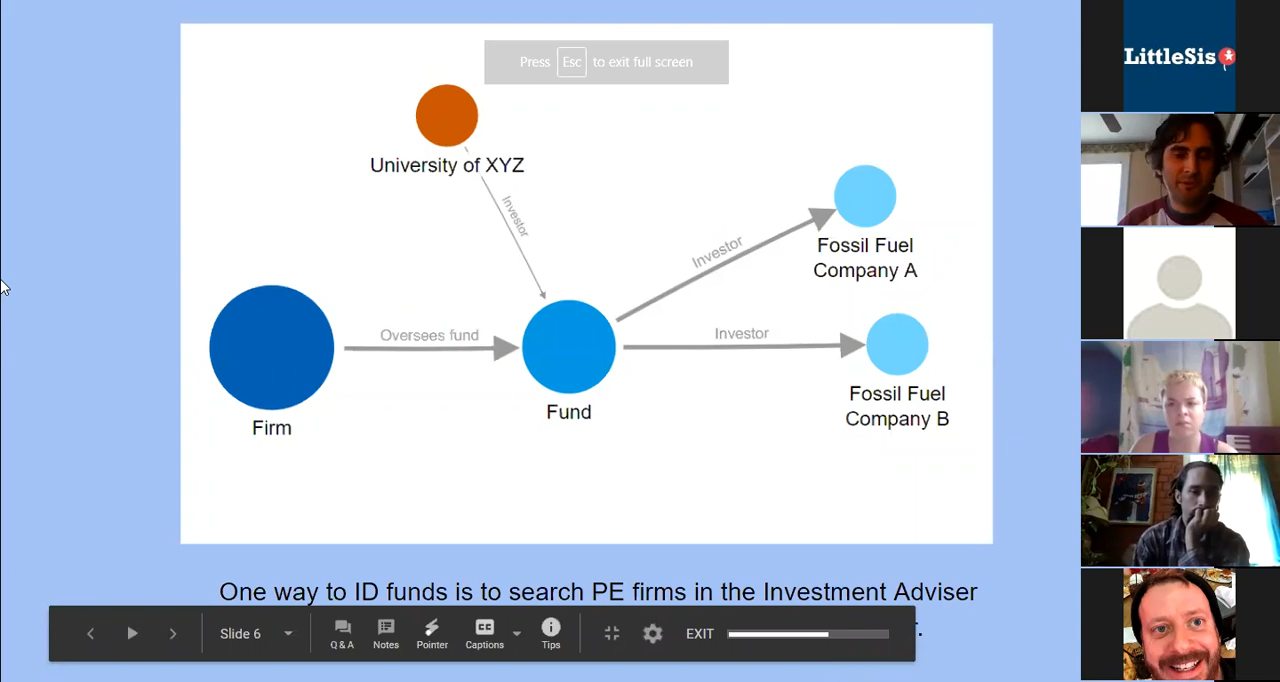 Press Esc to exit full screen
LittleSis
University of XYZ
Investor
Investor
Fossil Fuel
Company A
Oversees fund
Investor
Firm
Fund
Fossil Fuel
Company B
One way to ID funds is to search PE firms in the Investment Adviser
Slide 6
Q & A
Notes
Pointer
CC
Captions
Tips
EXIT